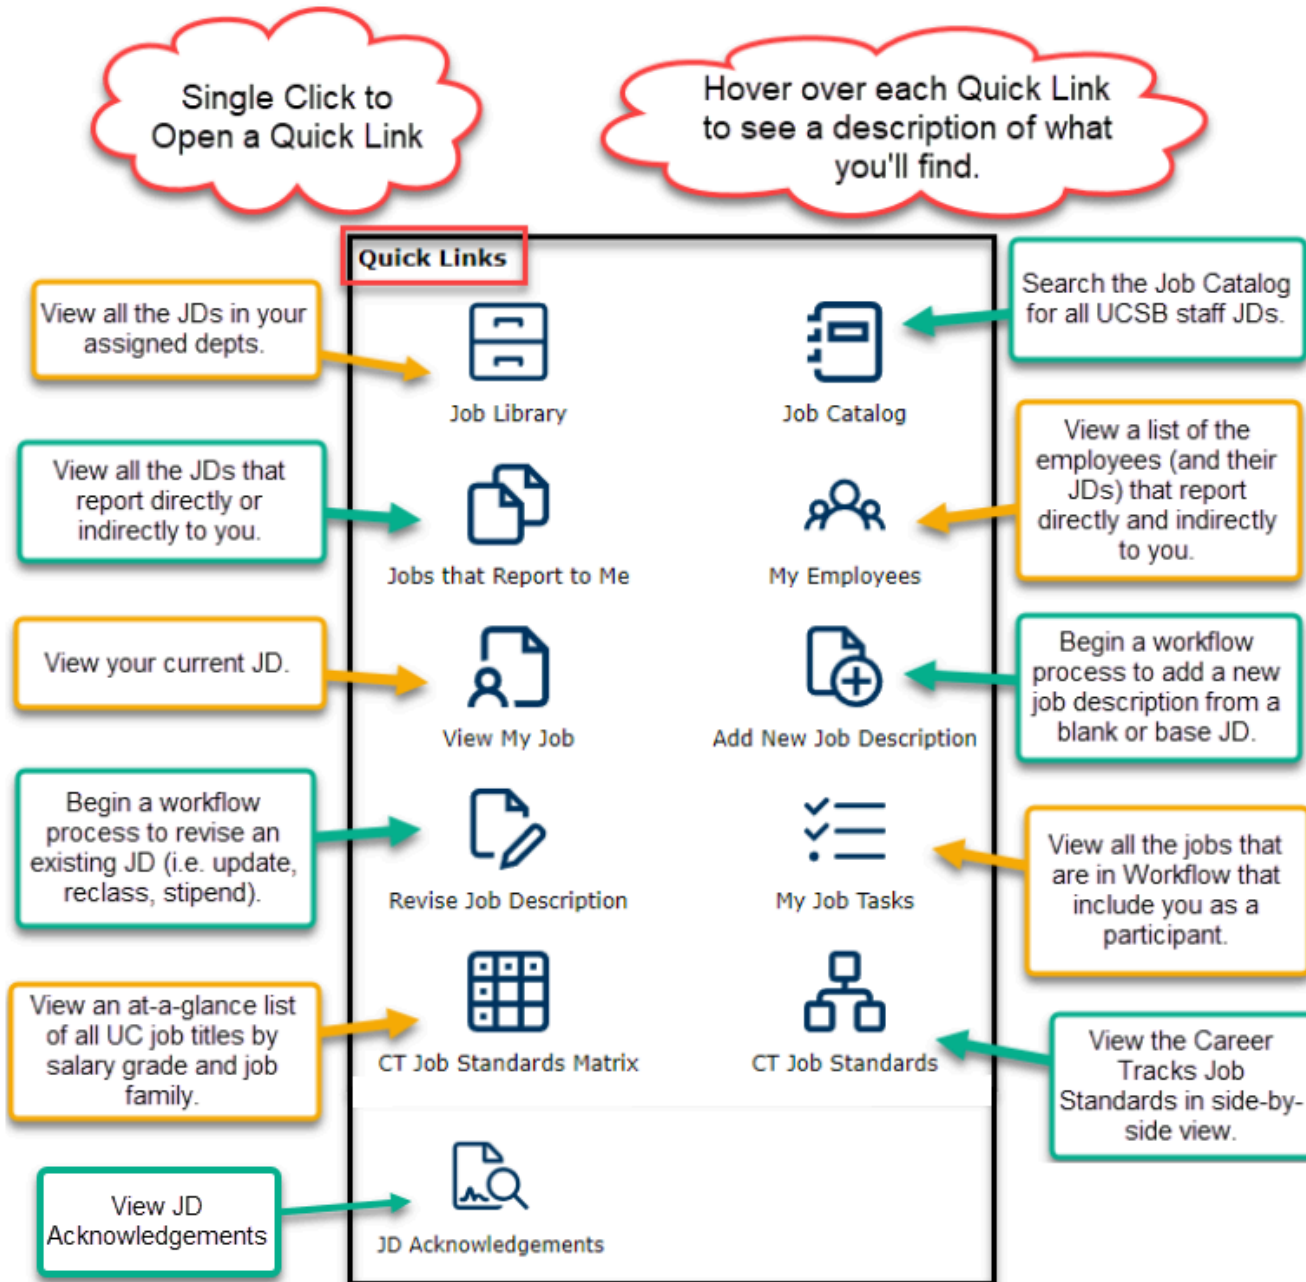 Single Click to
Open a Quick Link
Hover over each Quick Link
to see a description of what
you'll find.
Quick Links
View all the JDs in your
assigned depts.
Job Library
Job Catalog
Search the Job Catalog
for all UCSB staff JDs.
View all the JDs that
report directly or
indirectly to you.
Jobs that Report to Me
My Employees
View a list of the
employees (and their
JDs) that report
directly and indirectly
to you.
View your current JD.
View My Job
Add New Job Description
Begin a workflow
process to add a new
job description from a
blank or base JD.
Begin a workflow
process to revise an
existing JD (i.e. update,
reclass, stipend).
Revise Job Description
My Job Tasks
View all the jobs that
are in Workflow that
include you as a
participant.
View an at-a-glance list
of all UC job titles by
salary grade and job
family.
CT Job Standards Matrix
CT Job Standards
View the Career
Tracks Job
Standards in side-by-
side view.
View JD
Acknowledgements
JD Acknowledgements